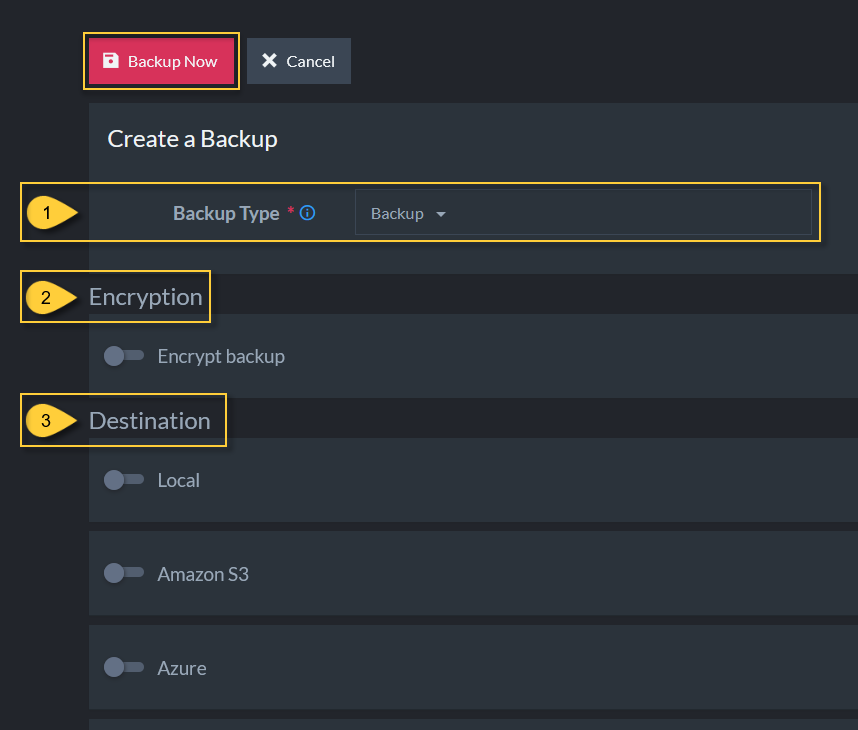 Backup Now
Cancel
Create a Backup
1 Backup Type * Backup
2 Encryption
Encrypt backup
3 Destination
Local
Amazon S3
Azure